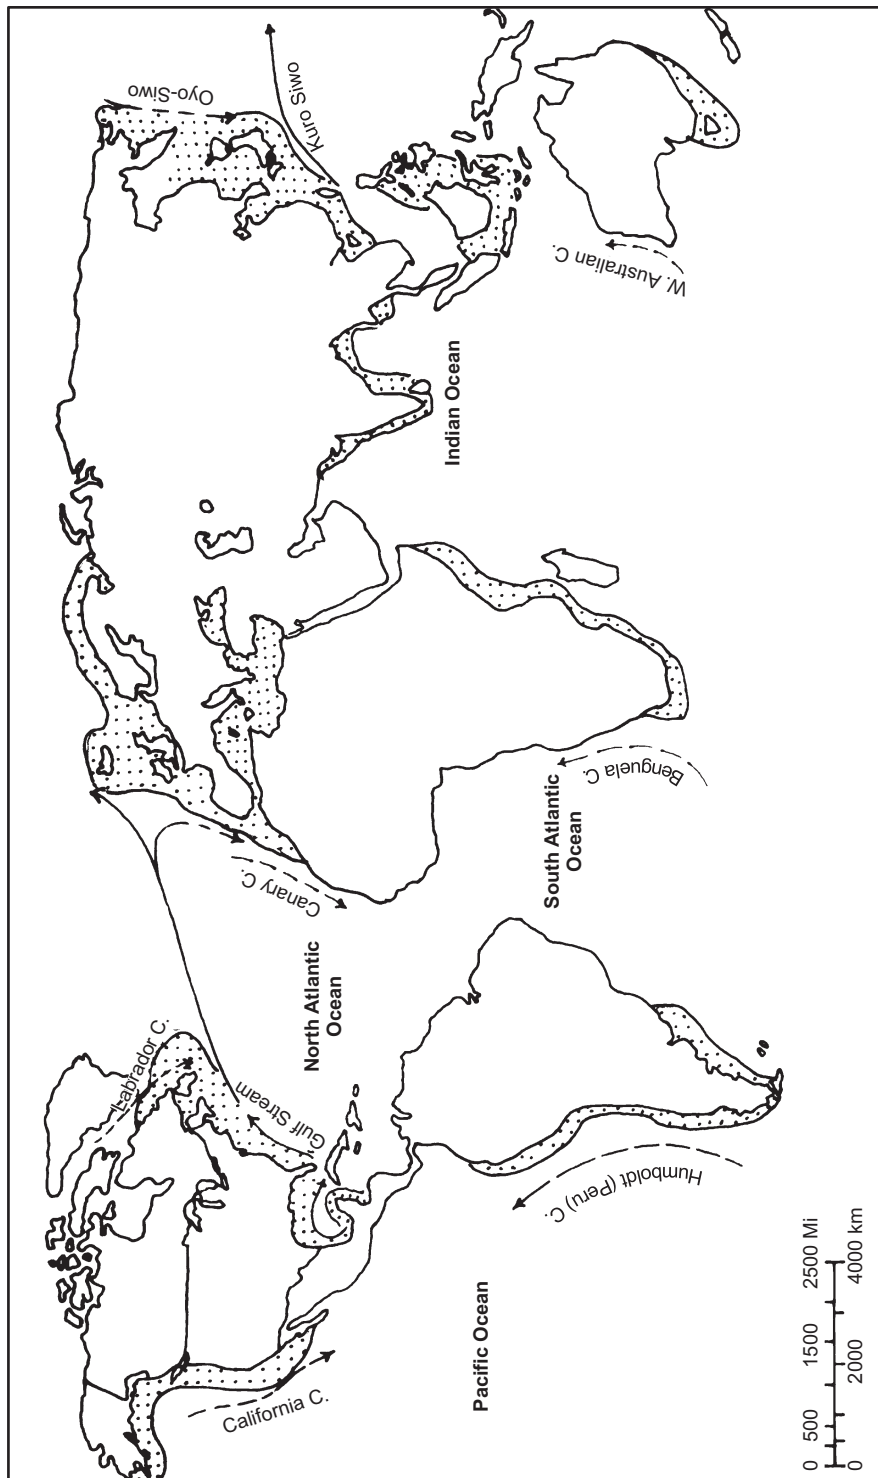 Oyo-Siwo
Kuro Siwo
W. Australian C.
Indian Ocean
Benguela C.
South Atlantic
Ocean
Canary C.
North Atlantic
Ocean
Labrador C.
Gulf Stream
Humboldt (Peru) C.
California C.
Pacific Ocean
0 500 1500 2500 Mi
0 2000 4000 km